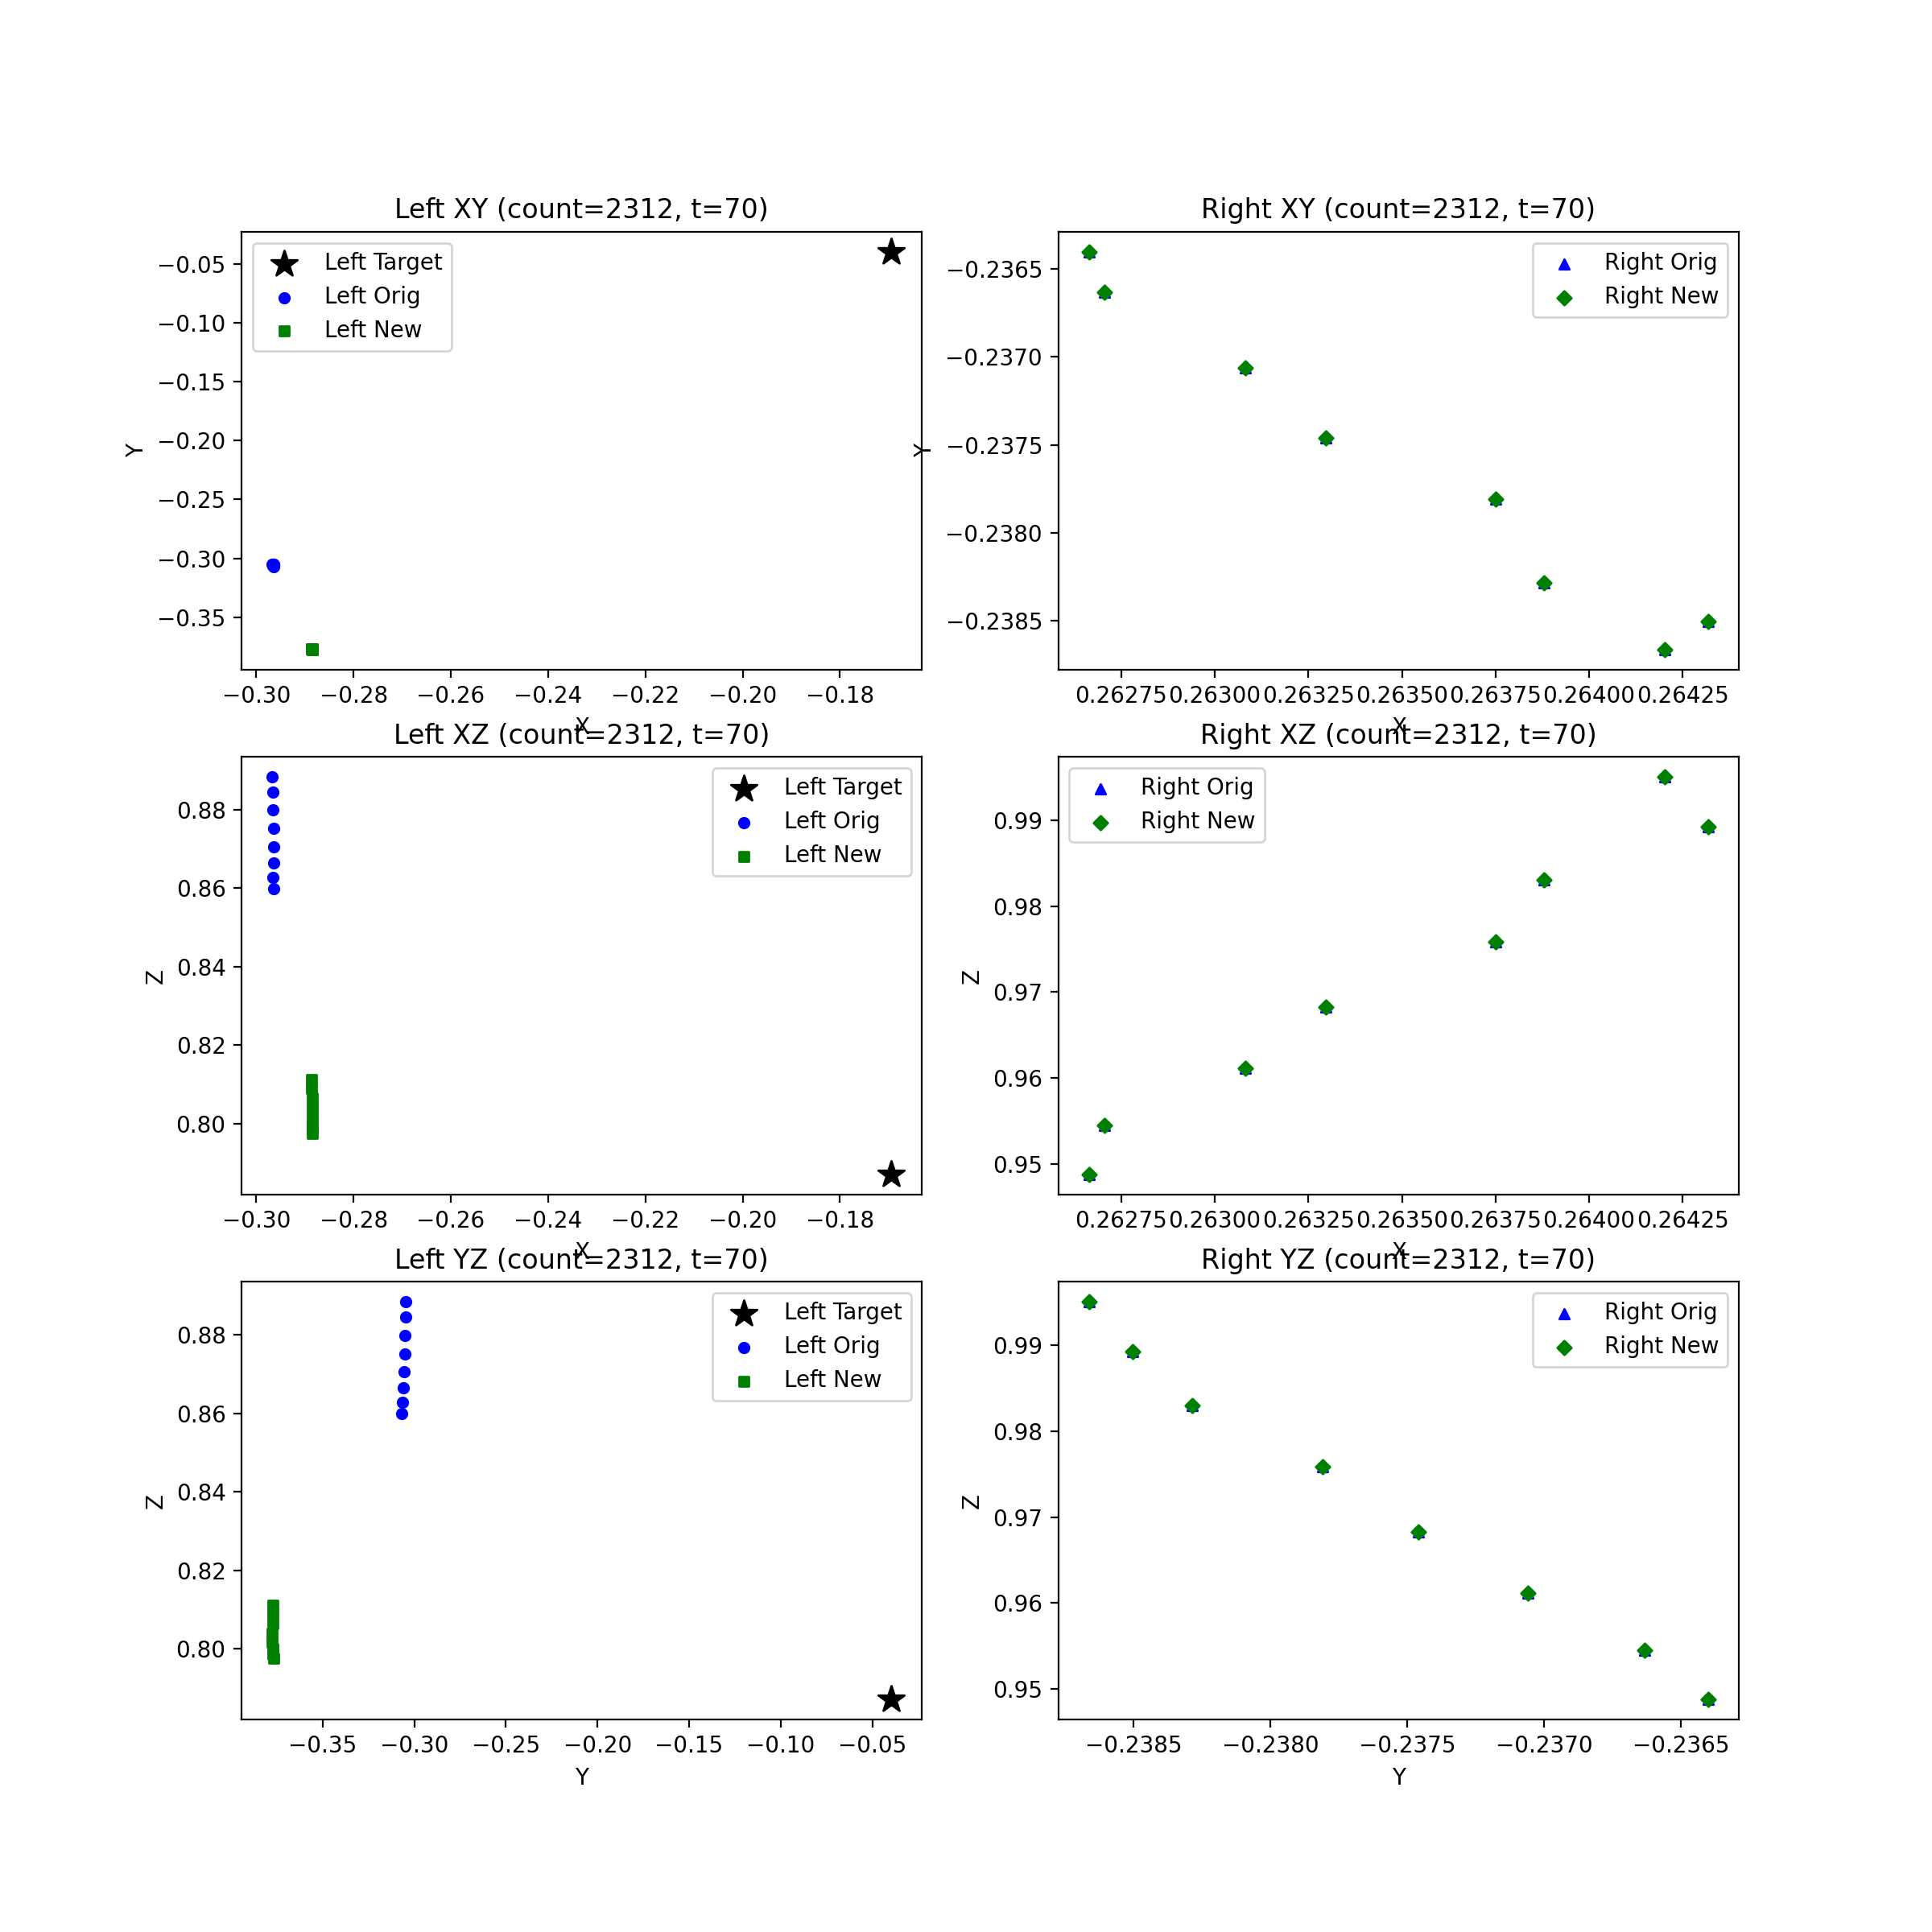 Left XY (count=2312, t=70)
Left Target
Left Orig
Left New
−0.05
−0.10
−0.15
−0.20
−0.25
−0.30
−0.35
Y
−0.30 −0.28 −0.26 −0.24 −0.22 −0.20 −0.18
X
Right XY (count=2312, t=70)
Right Orig
Right New
−0.2365
−0.2370
−0.2375
−0.2380
−0.2385
Y
0.26275 0.26300 0.26325 0.26350 0.26375 0.26400 0.26425
X
Left XZ (count=2312, t=70)
Left Target
Left Orig
Left New
0.88
0.86
0.84
0.82
0.80
Z
−0.30 −0.28 −0.26 −0.24 −0.22 −0.20 −0.18
X
Right XZ (count=2312, t=70)
Right Orig
Right New
0.99
0.98
0.97
0.96
0.95
Z
0.26275 0.26300 0.26325 0.26350 0.26375 0.26400 0.26425
X
Left YZ (count=2312, t=70)
Left Target
Left Orig
Left New
0.88
0.86
0.84
0.82
0.80
Z
−0.35 −0.30 −0.25 −0.20 −0.15 −0.10 −0.05
Y
Right YZ (count=2312, t=70)
Right Orig
Right New
0.99
0.98
0.97
0.96
0.95
Z
−0.2385 −0.2380 −0.2375 −0.2370 −0.2365
Y